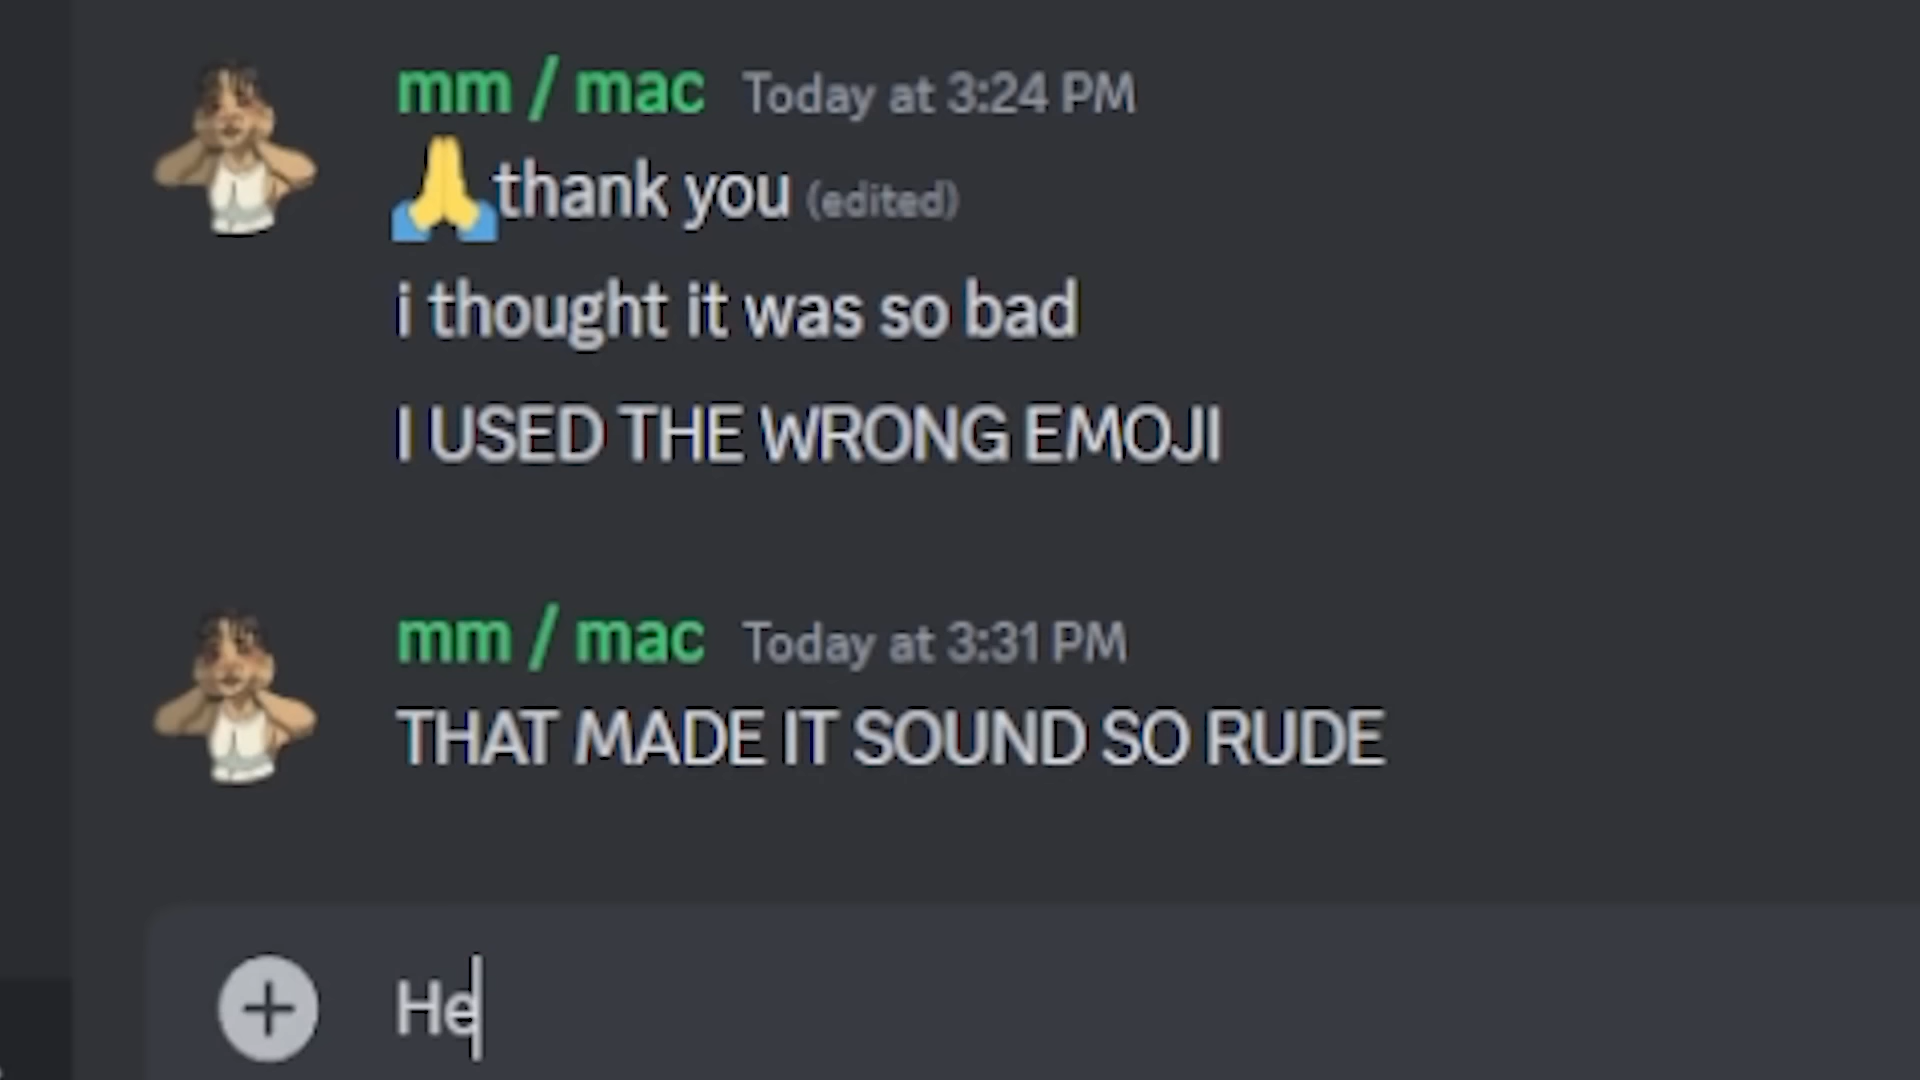 mm / mac Today at 3:24 PM
🙏thank you (edited)
i thought it was so bad
I USED THE WRONG EMOJI
mm / mac Today at 3:31 PM
THAT MADE IT SOUND SO RUDE
He